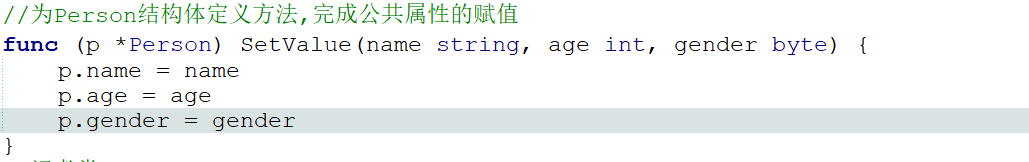 //为Person结构体定义方法,完成公共属性的赋值
func (p *Person) SetValue(name string, age int, gender byte) {
    p.name = name
    p.age = age
    p.gender = gender
}